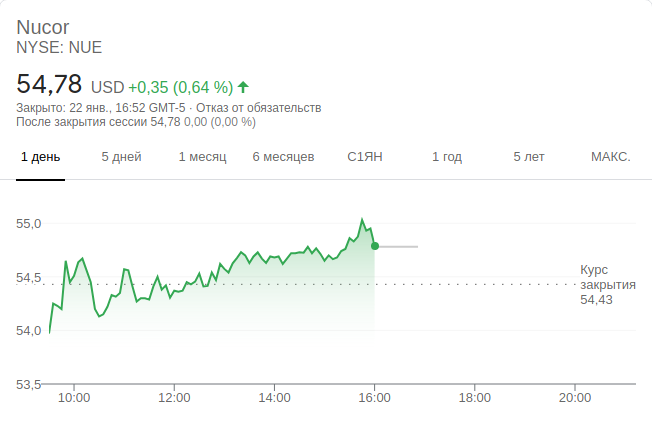 Nucor
NYSE: NUE
54,78 USD +0,35 (0,64 %)
Закрыто: 22 янв., 16:52 GMT-5 · Отказ от обязательств
После закрытия сессии 54,78 0,00 (0,00 %)
1 день 5 дней 1 месяц 6 месяцев С1ЯН 1 год 5 лет МАКС.
55,0
54,5
54,0
53,5
Курс
закрытия
54,43
10:00 12:00 14:00 16:00 18:00 20:00